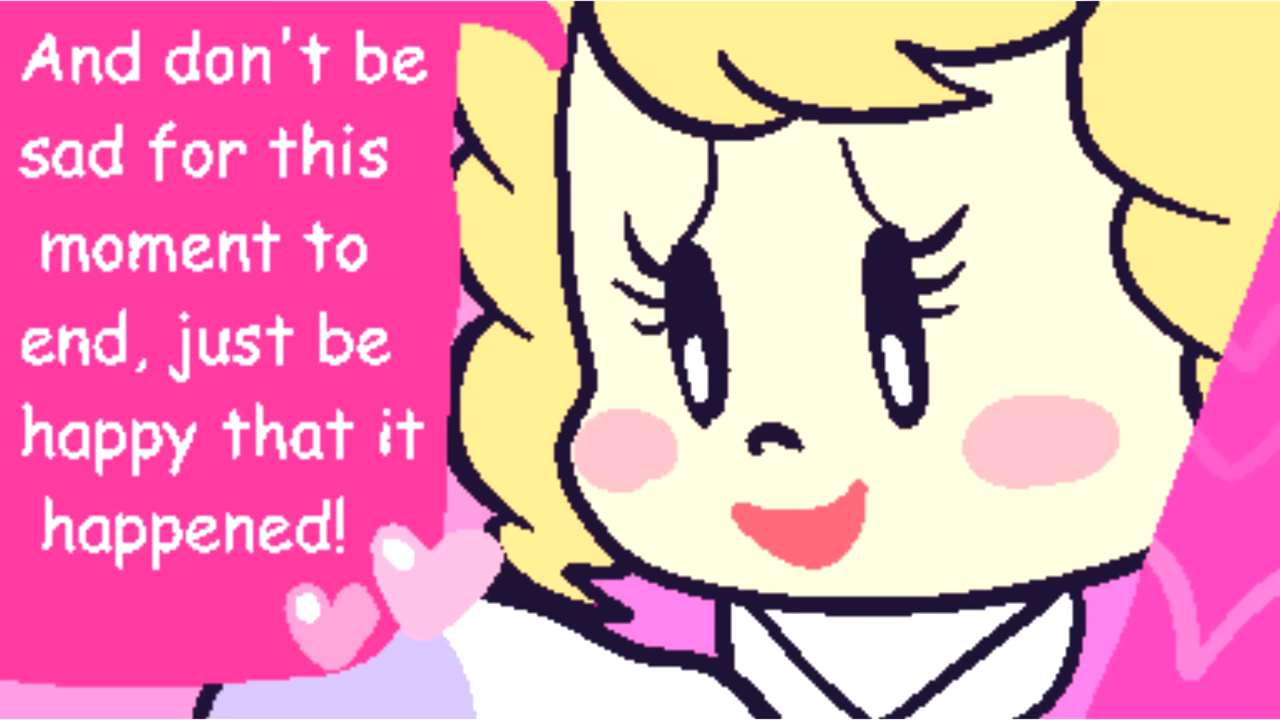 And don't be
sad for this
moment to
end, just be
happy that it
happened!